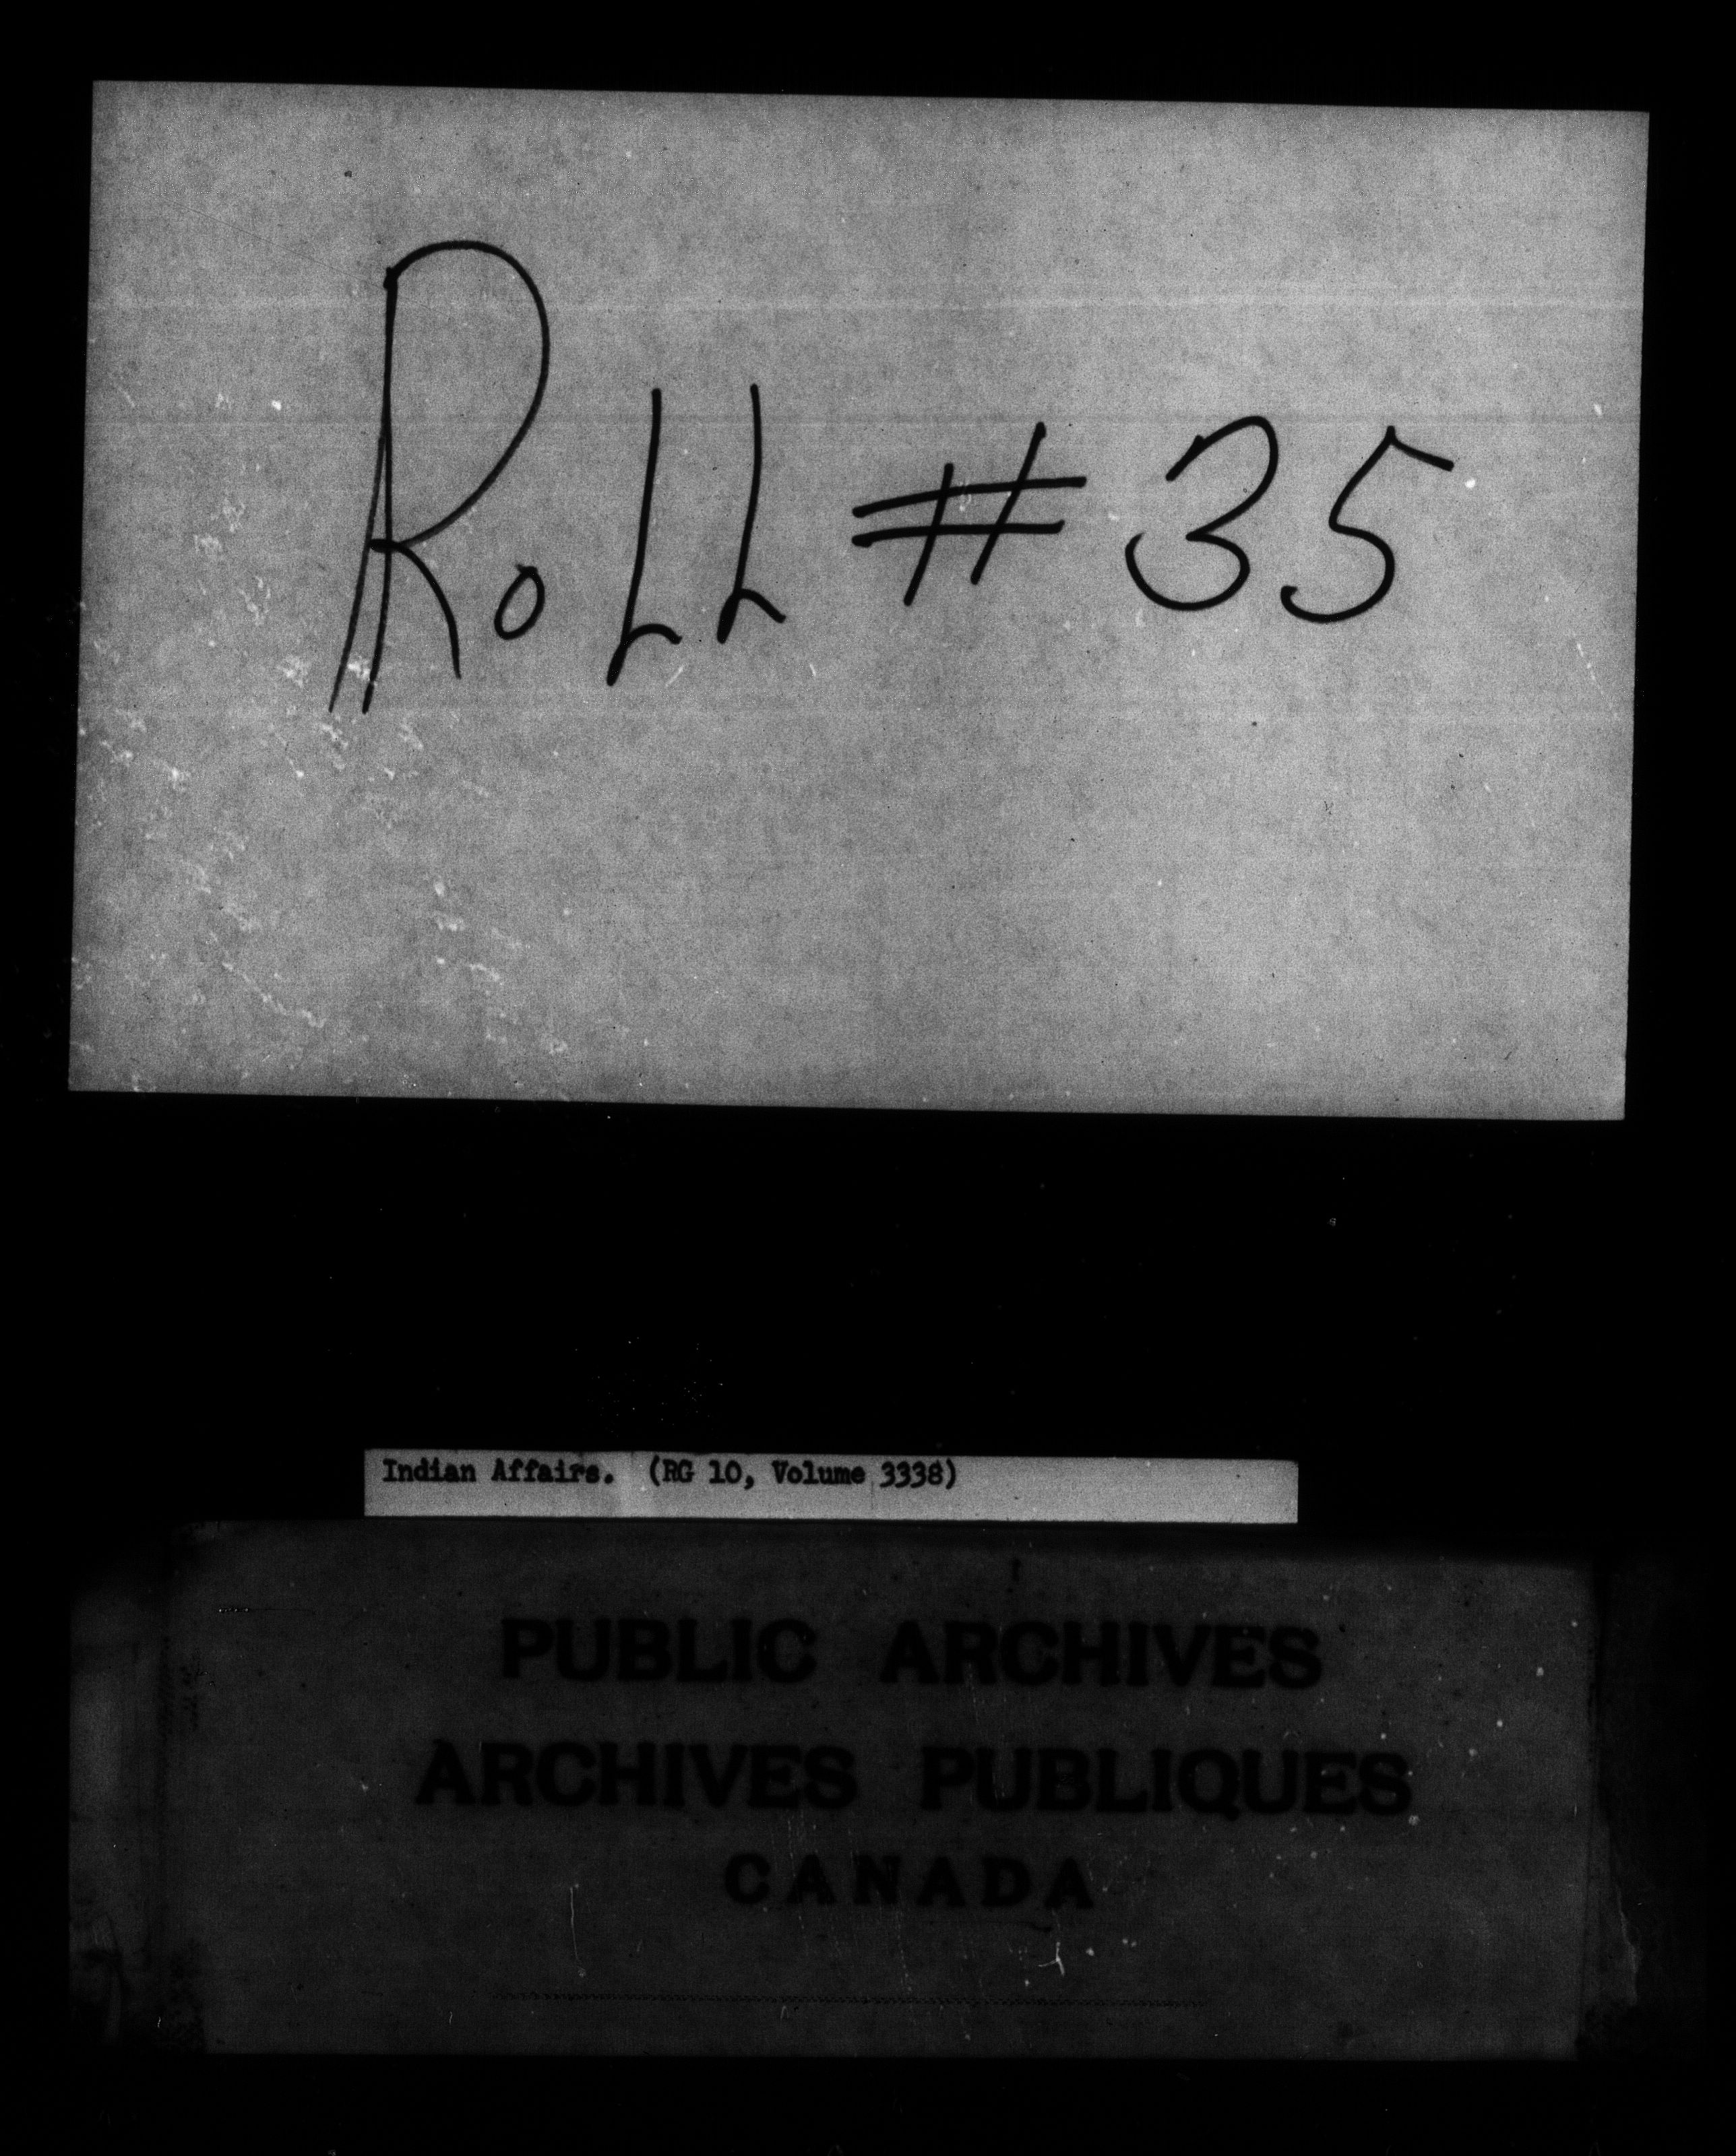 RoLL # 35
Indian Affairs. (RG 10, Volume 3338)
PUBLIC ARCHIVES
ARCHIVES PUBLIQUES
CANADA